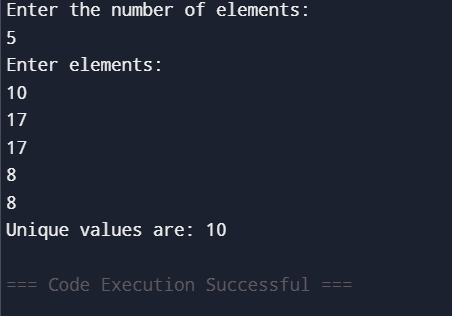 Enter the number of elements:
5
Enter elements:
10
17
17
8
8
Unique values are: 10
=== Code Execution Successful ===